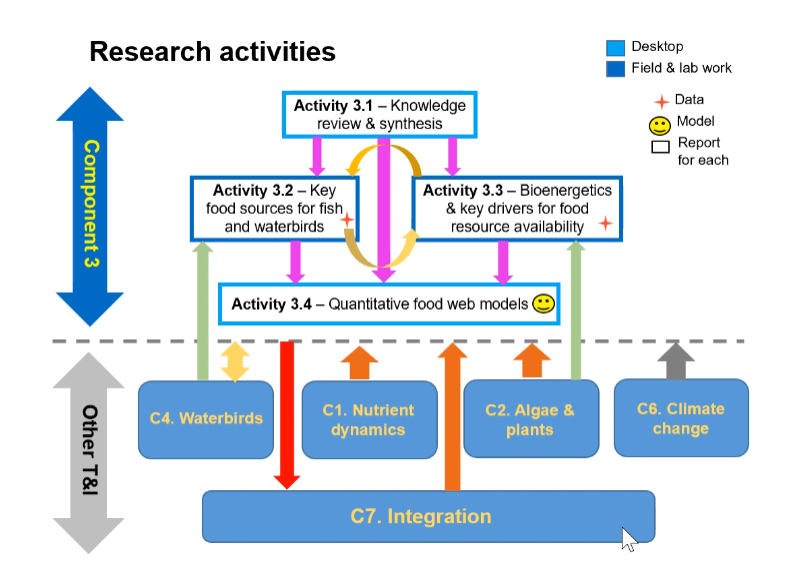 Research activities
Desktop
Field & lab work
Data
Model
Report
for each
Component 3
Activity 3.1 – Knowledge
review & synthesis
Activity 3.2 – Key
food sources for fish
and waterbirds
Activity 3.3 – Bioenergetics
& key drivers for food
resource availability
Activity 3.4 – Quantitative food web models
Other T&I
C4. Waterbirds
C1. Nutrient
dynamics
C2. Algae &
plants
C6. Climate
change
C7. Integration